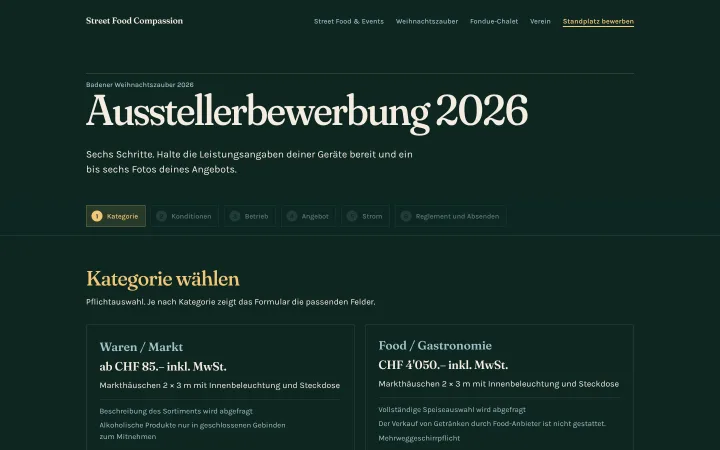 Street Food Compassion
Street Food & Events
Weihnachtszauber
Fondue-Chalet
Verein
Standplatz bewerben
Badener Weihnachtszauber 2026
Ausstellerbewerbung 2026
Sechs Schritte. Halte die Leistungsangaben deiner Geräte bereit und ein
bis sechs Fotos deines Angebots.
1 Kategorie
2 Konditionen
3 Betrieb
4 Angebot
5 Strom
6 Reglement und Absenden
Kategorie wählen
Pflichtauswahl. Je nach Kategorie zeigt das Formular die passenden Felder.
Waren / Markt
ab CHF 85.– inkl. MwSt.
Markthäuschen 2 × 3 m mit Innenbeleuchtung und Steckdose
Beschreibung des Sortiments wird abgefragt
Alkoholische Produkte nur in geschlossenen Gebinden
zum Mitnehmen
Food / Gastronomie
CHF 4'050.– inkl. MwSt.
Markthäuschen 2 × 3 m mit Innenbeleuchtung und Steckdose
Vollständige Speiseauswahl wird abgefragt
Der Verkauf von Getränken durch Food-Anbieter ist nicht gestattet.
Mehrweggeschirrpflicht